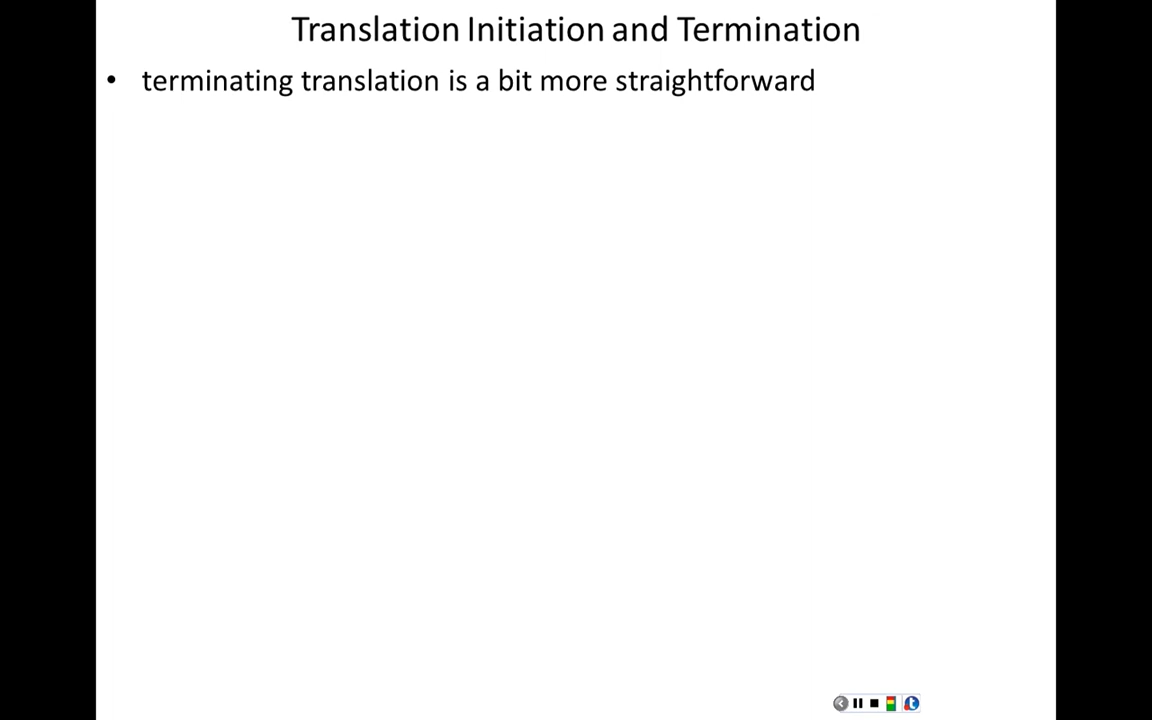 Translation Initiation and Termination
• terminating translation is a bit more straightforward